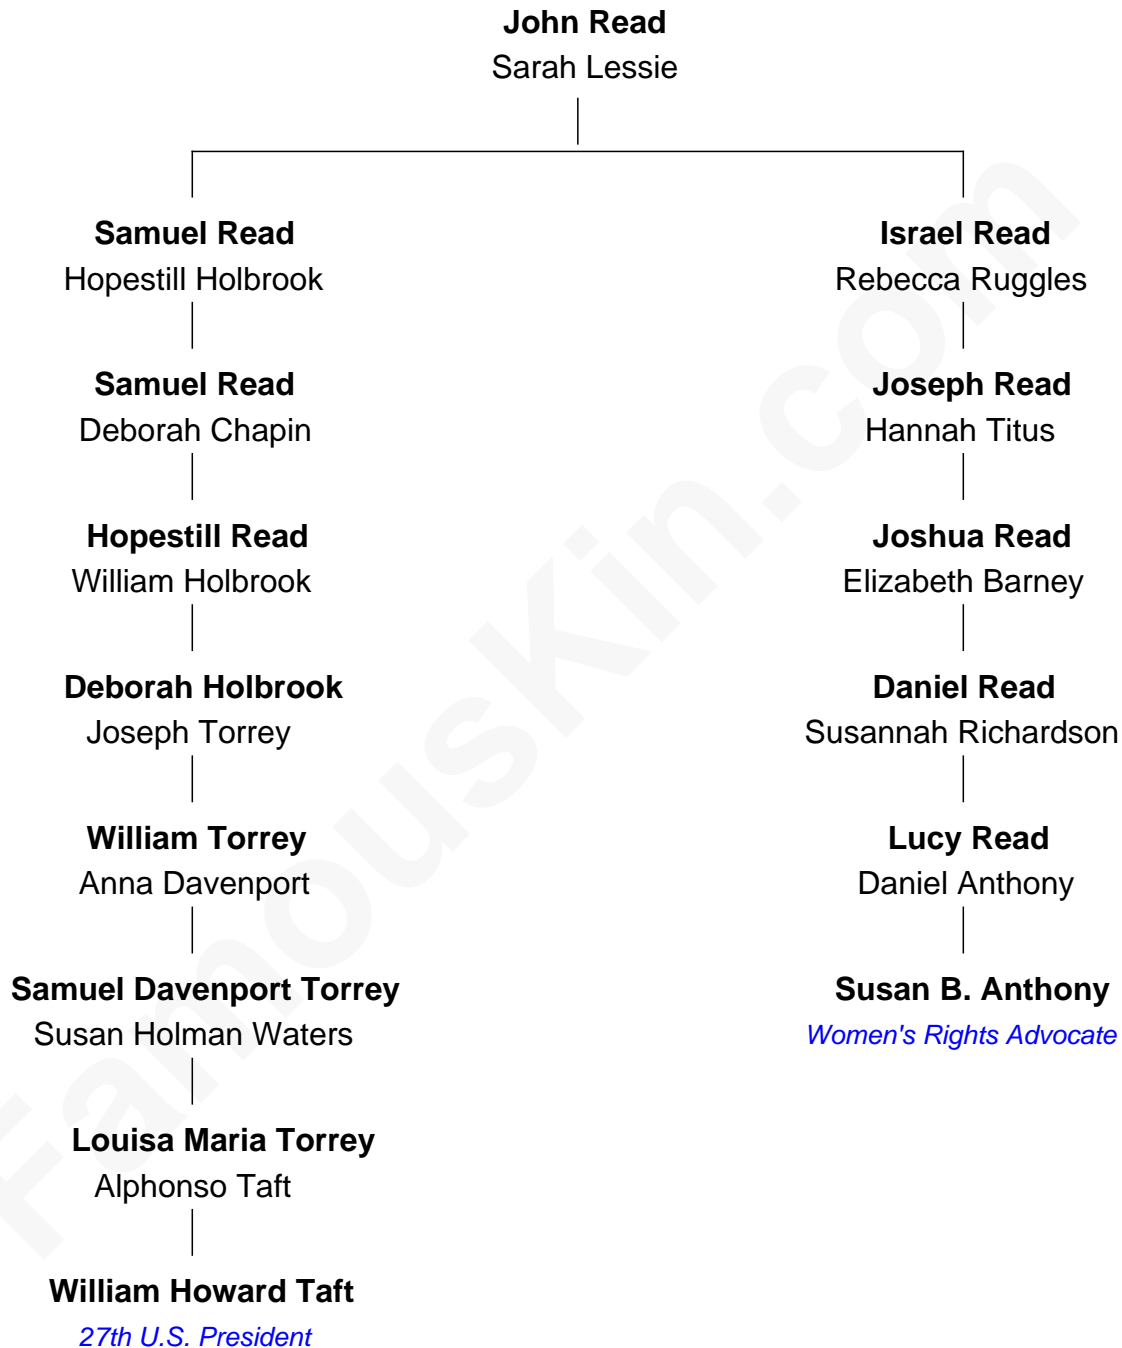 John Read
Sarah Lessie
Samuel Read
Hopestill Holbrook
Israel Read
Rebecca Ruggles
Samuel Read
Deborah Chapin
Joseph Read
Hannah Titus
Hopestill Read
William Holbrook
Joshua Read
Elizabeth Barney
Deborah Holbrook
Joseph Torrey
Daniel Read
Susannah Richardson
William Torrey
Anna Davenport
Lucy Read
Daniel Anthony
Samuel Davenport Torrey
Susan Holman Waters
Susan B. Anthony
Women's Rights Advocate
Louisa Maria Torrey
Alphonso Taft
William Howard Taft
27th U.S. President
FamousKin.com